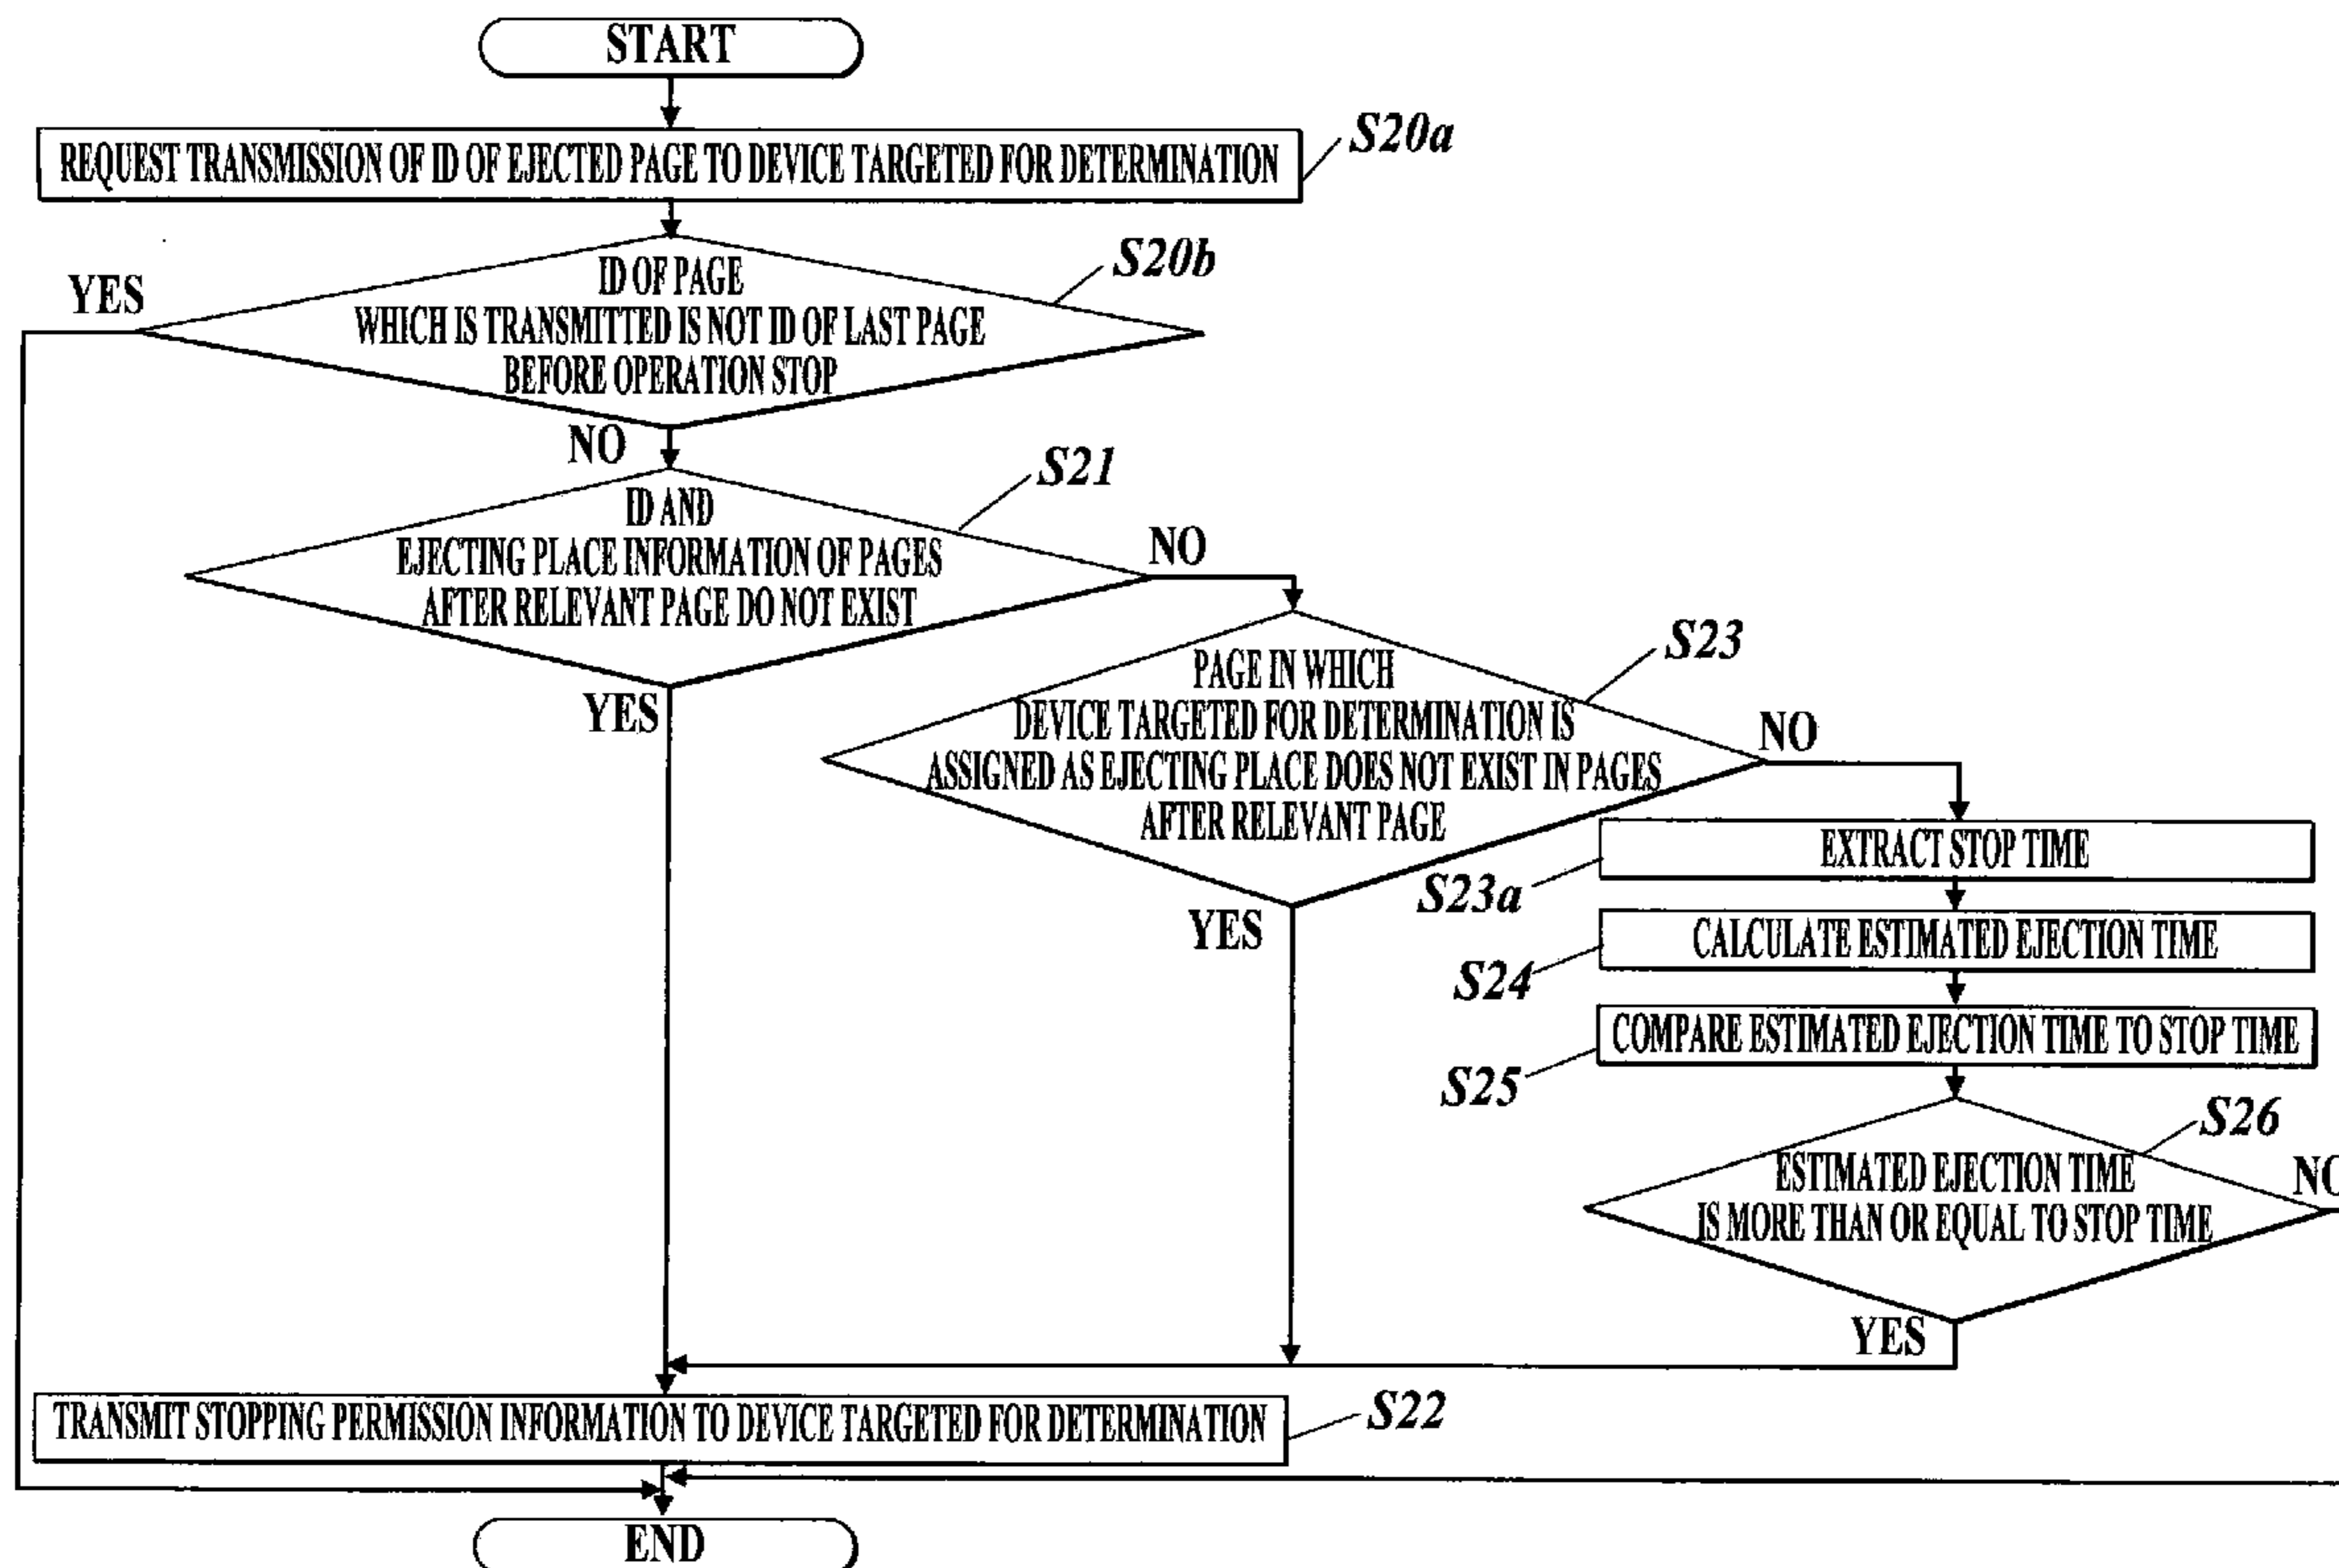 START
REQUEST TRANSMISSION OF ID OF EJECTED PAGE TO DEVICE TARGETED FOR DETERMINATION
S20a
ID OF PAGE
WHICH IS TRANSMITTED IS NOT ID OF LAST PAGE
BEFORE OPERATION STOP
S20b
YES
NO
ID AND
EJECTING PLACE INFORMATION OF PAGES
AFTER RELEVANT PAGE DO NOT EXIST
S21
NO
YES
PAGE IN WHICH
DEVICE TARGETED FOR DETERMINATION IS
ASSIGNED AS EJECTING PLACE DOES NOT EXIST IN PAGES
AFTER RELEVANT PAGE
S23
NO
YES
EXTRACT STOP TIME
S23a
CALCULATE ESTIMATED EJECTION TIME
S24
COMPARE ESTIMATED EJECTION TIME TO STOP TIME
S25
ESTIMATED EJECTION TIME
IS MORE THAN OR EQUAL TO STOP TIME
S26
NO
YES
TRANSMIT STOPPING PERMISSION INFORMATION TO DEVICE TARGETED FOR DETERMINATION
S22
END